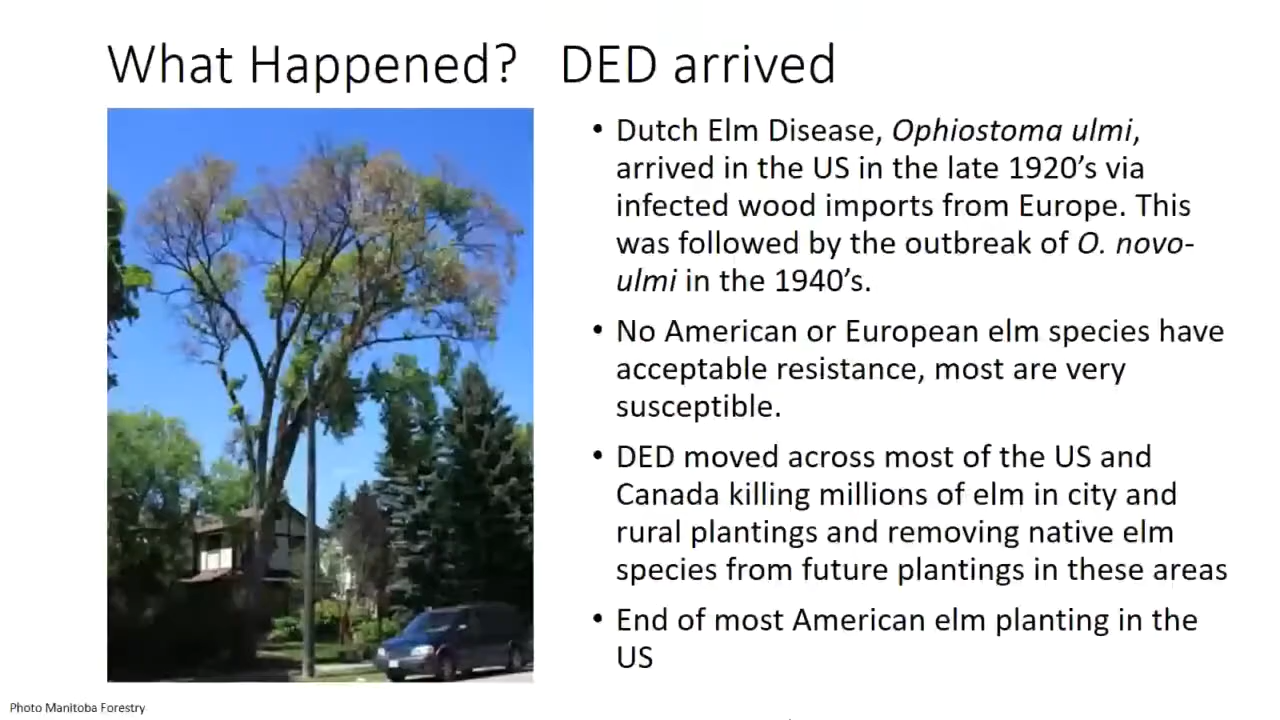 What Happened? DED arrived
• Dutch Elm Disease, Ophiostoma ulmi,
arrived in the US in the late 1920’s via
infected wood imports from Europe. This
was followed by the outbreak of O. novo-
ulmi in the 1940’s.
• No American or European elm species have
acceptable resistance, most are very
susceptible.
• DED moved across most of the US and
Canada killing millions of elm in city and
rural plantings and removing native elm
species from future plantings in these areas
• End of most American elm planting in the
US
Photo Manitoba Forestry